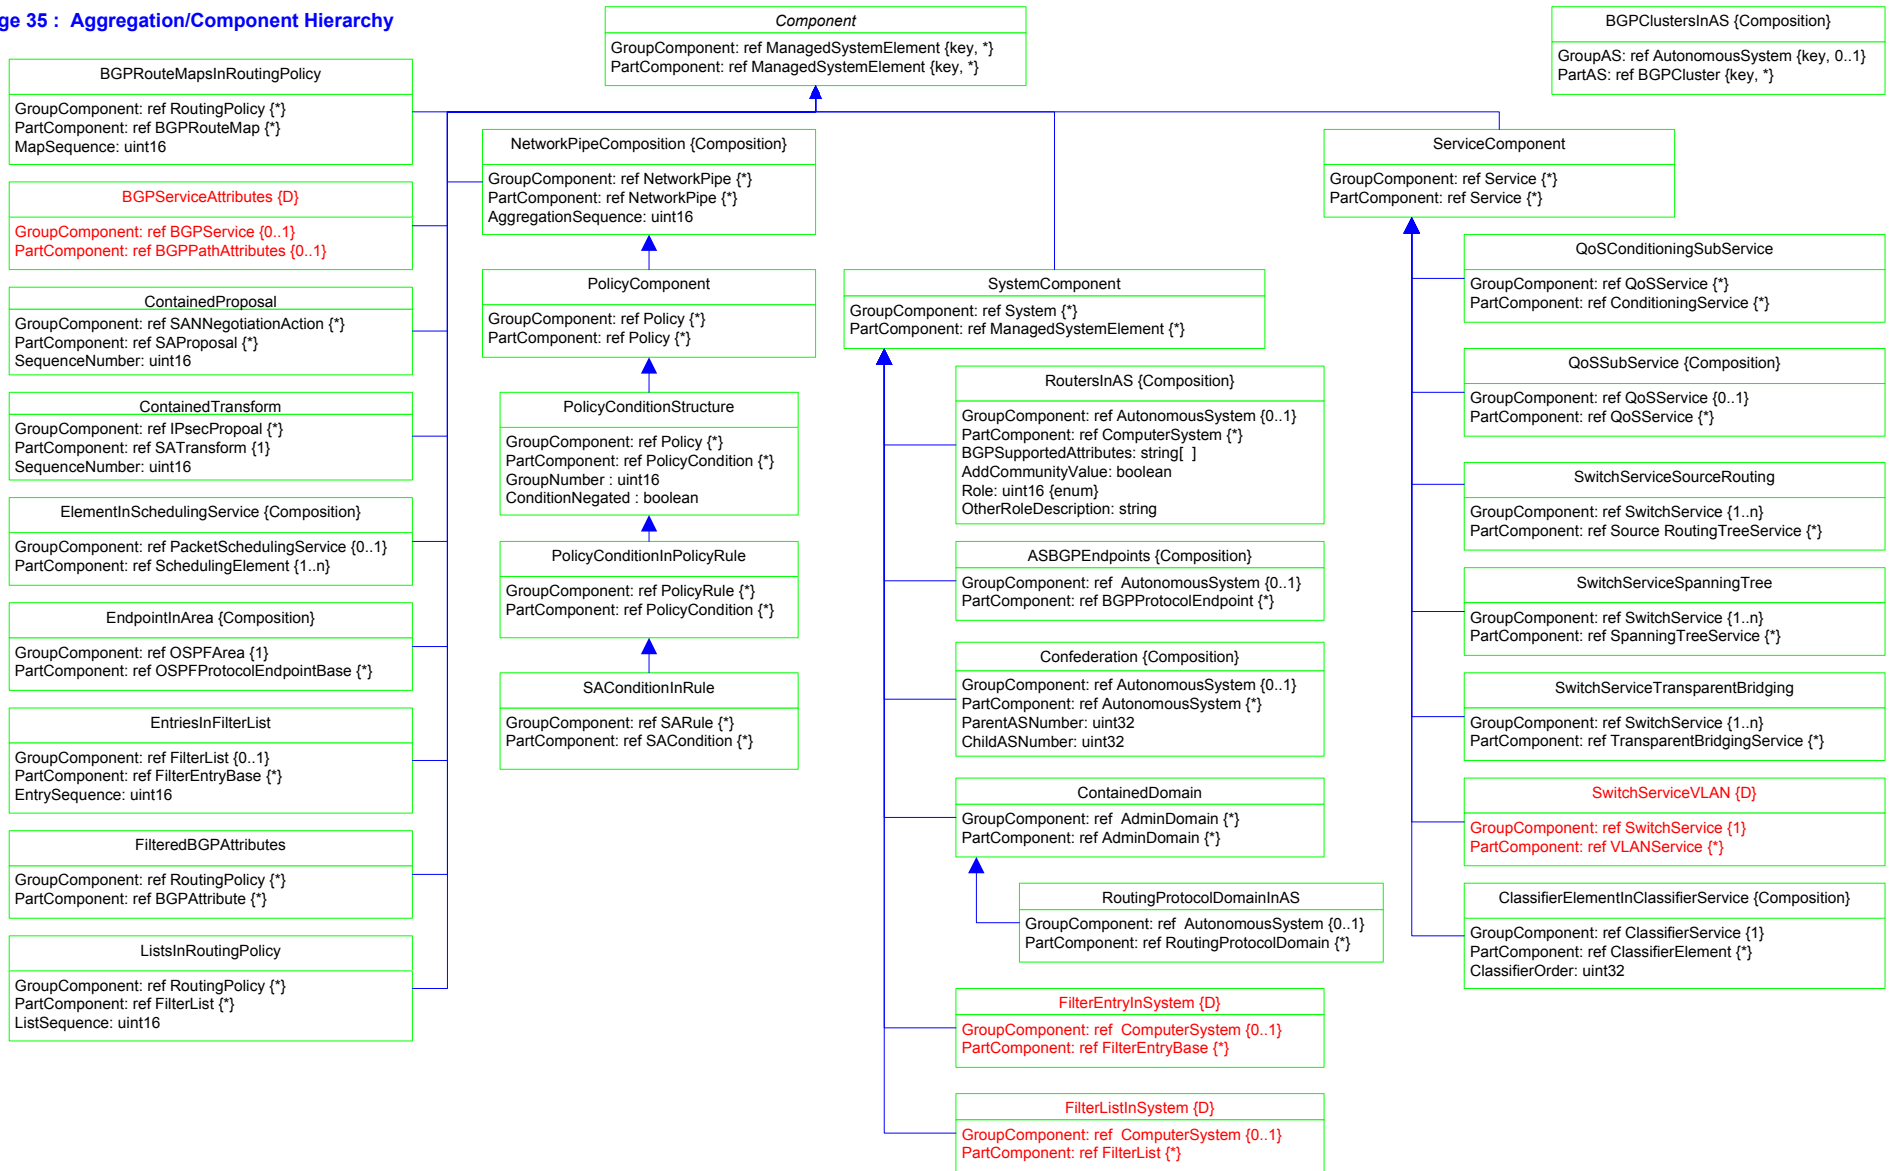 ge 35 :  Aggregation/Component Hierarchy
Component
GroupComponent: ref ManagedSystemElement {key, *}
PartComponent: ref ManagedSystemElement {key, *}
BGPClustersInAS {Composition}
GroupAS: ref AutonomousSystem {key, 0..1}
PartAS: ref BGPCluster {key, *}
BGPRouteMapsInRoutingPolicy
GroupComponent: ref RoutingPolicy {*}
PartComponent: ref BGPRouteMap {*}
MapSequence: uint16
BGPServiceAttributes {D}
GroupComponent: ref BGPService {0..1}
PartComponent: ref BGPPathAttributes {0..1}
ContainedProposal
GroupComponent: ref SANNegotiationAction {*}
PartComponent: ref SAProposal {*}
SequenceNumber: uint16
ContainedTransform
GroupComponent: ref IPsecPropoal {*}
PartComponent: ref SATransform {1}
SequenceNumber: uint16
ElementInSchedulingService {Composition}
GroupComponent: ref PacketSchedulingService {0..1}
PartComponent: ref SchedulingElement {1..n}
EndpointInArea {Composition}
GroupComponent: ref OSPFArea {1}
PartComponent: ref OSPFProtocolEndpointBase {*}
EntriesInFilterList
GroupComponent: ref FilterList {0..1}
PartComponent: ref FilterEntryBase {*}
EntrySequence: uint16
FilteredBGPAttributes
GroupComponent: ref RoutingPolicy {*}
PartComponent: ref BGPAttribute {*}
ListsInRoutingPolicy
GroupComponent: ref RoutingPolicy {*}
PartComponent: ref FilterList {*}
ListSequence: uint16
NetworkPipeComposition {Composition}
GroupComponent: ref NetworkPipe {*}
PartComponent: ref NetworkPipe {*}
AggregationSequence: uint16
PolicyComponent
GroupComponent: ref Policy {*}
PartComponent: ref Policy {*}
PolicyConditionStructure
GroupComponent: ref Policy {*}
PartComponent: ref PolicyCondition {*}
GroupNumber : uint16
ConditionNegated : boolean
PolicyConditionInPolicyRule
GroupComponent: ref PolicyRule {*}
PartComponent: ref PolicyCondition {*}
SAConditionInRule
GroupComponent: ref SARule {*}
PartComponent: ref SACondition {*}
SystemComponent
GroupComponent: ref System {*}
PartComponent: ref ManagedSystemElement {*}
RoutersInAS {Composition}
GroupComponent: ref AutonomousSystem {0..1}
PartComponent: ref ComputerSystem {*}
BGPSupportedAttributes: string[  ]
AddCommunityValue: boolean
Role: uint16 {enum}
OtherRoleDescription: string
ASBGPEndpoints {Composition}
GroupComponent: ref  AutonomousSystem {0..1}
PartComponent: ref BGPProtocolEndpoint {*}
Confederation {Composition}
GroupComponent: ref AutonomousSystem {0..1}
PartComponent: ref AutonomousSystem {*}
ParentASNumber: uint32
ChildASNumber: uint32
ContainedDomain
GroupComponent: ref  AdminDomain {*}
PartComponent: ref AdminDomain {*}
RoutingProtocolDomainInAS
GroupComponent: ref  AutonomousSystem {0..1}
PartComponent: ref RoutingProtocolDomain {*}
FilterEntryInSystem {D}
GroupComponent: ref  ComputerSystem {0..1}
PartComponent: ref FilterEntryBase {*}
FilterListInSystem {D}
GroupComponent: ref  ComputerSystem {0..1}
PartComponent: ref FilterList {*}
ServiceComponent
GroupComponent: ref Service {*}
PartComponent: ref Service {*}
QoSConditioningSubService
GroupComponent: ref QoSService {*}
PartComponent: ref ConditioningService {*}
QoSSubService {Composition}
GroupComponent: ref QoSService {0..1}
PartComponent: ref QoSService {*}
SwitchServiceSourceRouting
GroupComponent: ref SwitchService {1..n}
PartComponent: ref Source RoutingTreeService {*}
SwitchServiceSpanningTree
GroupComponent: ref SwitchService {1..n}
PartComponent: ref SpanningTreeService {*}
SwitchServiceTransparentBridging
GroupComponent: ref SwitchService {1..n}
PartComponent: ref TransparentBridgingService {*}
SwitchServiceVLAN {D}
GroupComponent: ref SwitchService {1}
PartComponent: ref VLANService {*}
ClassifierElementInClassifierService {Composition}
GroupComponent: ref ClassifierService {1}
PartComponent: ref ClassifierElement {*}
ClassifierOrder: uint32